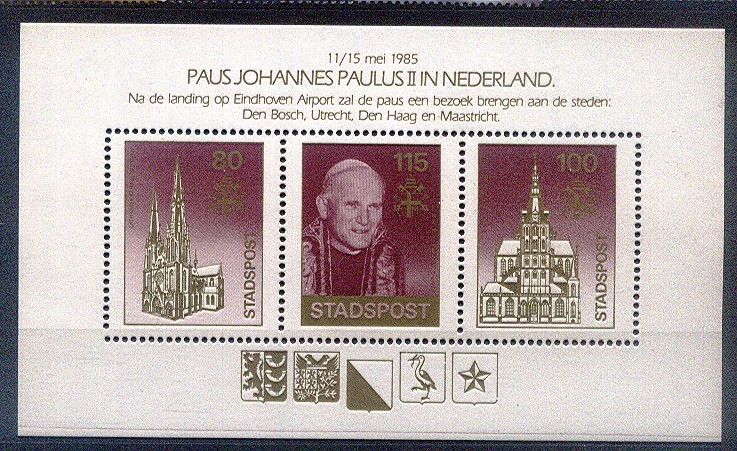 11/15 mei 1985
PAUS JOHANNES PAULUS II IN NEDERLAND.
Na de landing op Eindhoven Airport zal de paus een bezoek brengen aan de steden:
Den Bosch, Utrecht, Den Haag en Maastricht.
80
STADSPOST
115
STADSPOST
100
STADSPOST